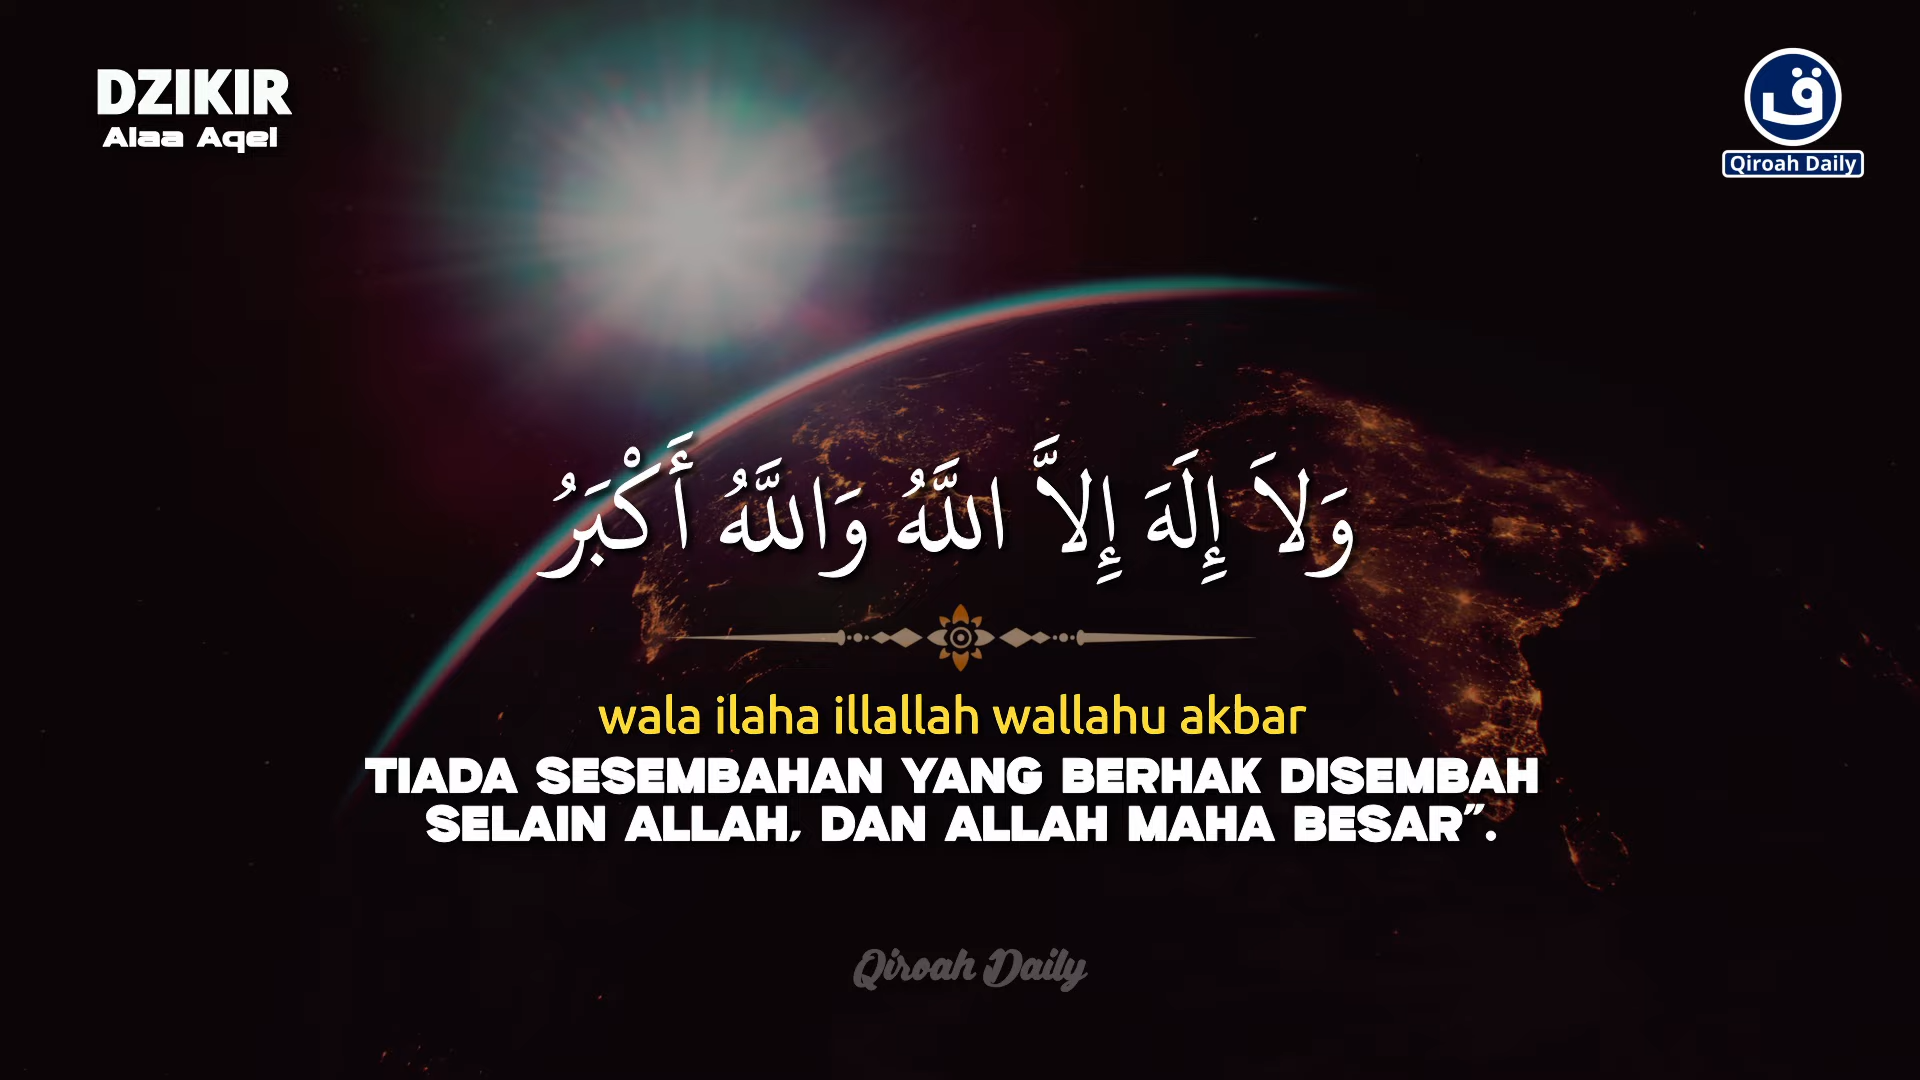 DZIKIR
Alaa Aqel
ق
Qiroah Daily
وَلاَ إِلَهَ إِلاَّ اللَّهُ وَاللَّهُ أَكْبَرُ
wala ilaha illallah wallahu akbar
TIADA SESEMBAHAN YANG BERHAK DISEMBAH
SELAIN ALLAH, DAN ALLAH MAHA BESAR”.
Qiroah Daily